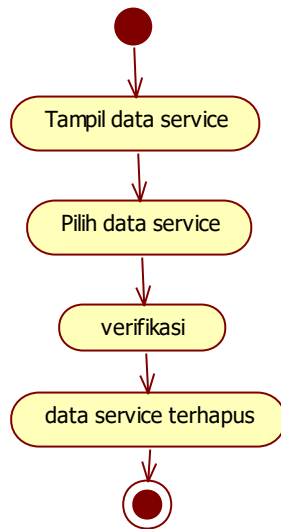 Tampil data service
Pilih data service
verifikasi
data service terhapus